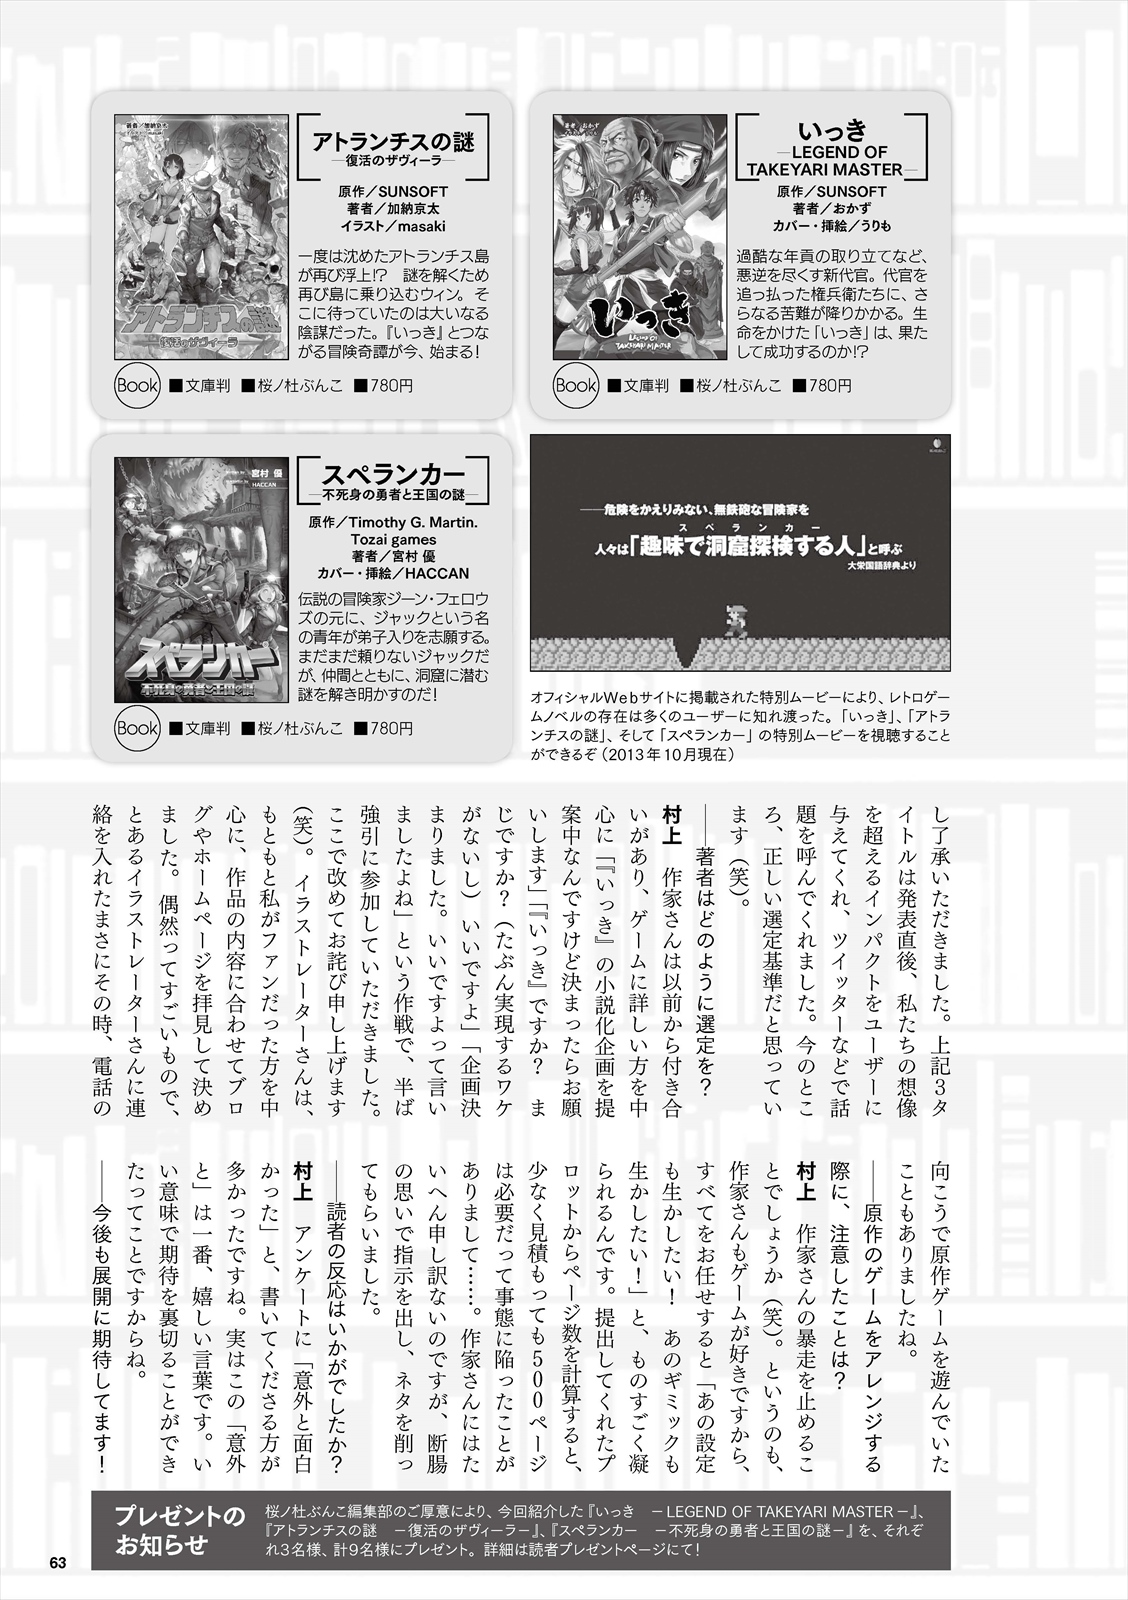 いっき
―LEGEND OF
TAKEYARI MASTER―
原作／SUNSOFT
著者／おかず
カバー・挿絵／うりも
過酷な年貢の取り立てなど、
悪逆を尽くす新代官。代官を
追っ払った権兵衛たちに、さ
らなる苦難が降りかかる。生
命をかけた「いっき」は、果た
して成功するのか!?
いっき
LEGEND OF
TAKEYARI MASTER
Book ■文庫判 ■桜ノ杜ぶんこ ■780円
アトランチスの謎
―復活のザヴィーラ―
原作／SUNSOFT
著者／加納京太
イラスト／masaki
一度は沈めたアトランチス島
が再び浮上!? 謎を解くため
再び島に乗り込むウィン。そ
こに待っていたのは大いなる
陰謀だった。『いっき』とつな
がる冒険奇譚が今、始まる！
著者／加納京太
アトランチスの謎
復活のザヴィーラ
Book ■文庫判 ■桜ノ杜ぶんこ ■780円
スペランカー
―不死身の勇者と王国の謎―
原作／Timothy G. Martin.
Tozai games
著者／宮村 優
カバー・挿絵／HACCAN
伝説の冒険家ジーン・フェロウ
ズの元に、ジャックという名
の青年が弟子入りを志願する。
まだまだ頼りないジャックだ
が、仲間とともに、洞窟に潜む
謎を解き明かすのだ！
宮村 優
HACCAN
スペランカー
不死身の勇者と王国の謎
Book ■文庫判 ■桜ノ杜ぶんこ ■780円
――危険をかえりみない、無鉄砲な冒険家を
スペランカー
人々は「趣味で洞窟探検する人」と呼ぶ
大栄国語辞典より
オフィシャルWebサイトに掲載された特別ムービーにより、レトロゲー
ムノベルの存在は多くのユーザーに知れ渡った。「いっき」、「アトラ
ンチスの謎」、そして「スペランカー」の特別ムービーを視聴すること
ができるぞ（2013年10月現在）
し了承いただきました。上記３タ
イトルは発表直後、私たちの想像
を超えるインパクトをユーザーに
与えてくれ、ツイッターなどで話
題を呼んでくれました。今のとこ
ろ、正しい選定基準だと思ってい
ます（笑）。
――著者はどのように選定を？
村上 作家さんは以前から付き合
いがあり、ゲームに詳しい方を中
心に「『いっき』の小説化企画を提
案中なんですけど決まったらお願
いします」「『いっき』ですか？ ま
じですか？（たぶん実現するワケ
がないし）いいですよ」「企画決
まりました。いいですよって言い
ましたよね」という作戦で、半ば
強引に参加していただきました。
ここで改めてお詫び申し上げます
（笑）。イラストレーターさんは、
もともと私がファンだった方を中
心に、作品の内容に合わせてブロ
グやホームページを拝見して決め
ました。偶然ってすごいもので、
とあるイラストレーターさんに連
絡を入れたまさにその時、電話の
向こうで原作ゲームを遊んでいた
こともありましたね。
――原作のゲームをアレンジする
際に、注意したことは？
村上 作家さんの暴走を止めるこ
とでしょうか（笑）。というのも、
作家さんもゲームが好きですから、
すべてをお任せすると「あの設定
も生かしたい！ あのギミックも
生かしたい！」と、ものすごく凝
られるんです。提出してくれたプ
ロットからページ数を計算すると、
少なく見積もっても500ページ
は必要だって事態に陥ったことが
ありまして……。作家さんにはた
いへん申し訳ないのですが、断腸
の思いで指示を出し、ネタを削っ
てもらいました。
――読者の反応はいかがでしたか？
村上 アンケートに「意外と面白
かった」と、書いてくださる方が
多かったですね。実はこの「意外
と」は一番、嬉しい言葉です。い
い意味で期待を裏切ることができ
たってことですからね。
――今後も展開に期待してます！
プレゼントの
お知らせ
桜ノ杜ぶんこ編集部のご厚意により、今回紹介した『いっき －LEGEND OF TAKEYARI MASTER－』、
『アトランチスの謎 －復活のザヴィーラ－』、『スペランカー －不死身の勇者と王国の謎－』を、それぞ
れ3名様、計9名様にプレゼント。詳細は読者プレゼントページにて！
63